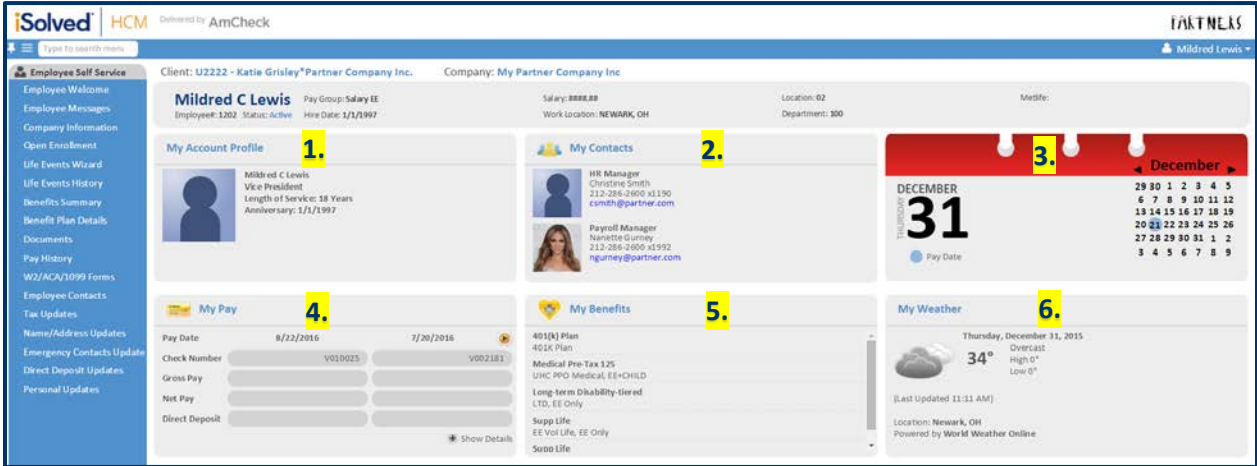 iSolved HCM Delivered by AmCheck
PARTNERS
Type to search menu
Mildred Lewis
Employee Self Service
Employee Welcome
Employee Messages
Company Information
Open Enrollment
Life Events Wizard
Life Events History
Benefits Summary
Benefit Plan Details
Documents
Pay History
W2/ACA/1099 Forms
Employee Contacts
Tax Updates
Name/Address Updates
Emergency Contacts Update
Direct Deposit Updates
Personal Updates
Client: U2222 - Katie Grisley*Partner Company Inc. Company: My Partner Company Inc
Mildred C Lewis Pay Group: Salary EE Salary: 8888.88 Location: 02 Metlife:
Employee#: 1202 Status: Active Hire Date: 1/1/1997 Work Location: NEWARK, OH Department: 100
My Account Profile 1.
Mildred C Lewis
Vice President
Length of Service: 18 Years
Anniversary: 1/1/1997
My Contacts 2.
HR Manager
Christine Smith
212-286-2600 x1190
csmith@partner.com
Payroll Manager
Nanette Gurney
212-286-2600 x1992
ngurney@partner.com
3.
December
DECEMBER
THURSDAY
31
Pay Date
29 30 1 2 3 4 5
6 7 8 9 10 11 12
13 14 15 16 17 18 19
20 21 22 23 24 25 26
27 28 29 30 31 1 2
3 4 5 6 7 8 9
My Pay 4.
Pay Date 8/22/2016 7/20/2016
Check Number V010025 V002181
Gross Pay
Net Pay
Direct Deposit
Show Details
My Benefits 5.
401(k) Plan
401K Plan
Medical Pre-Tax 125
UHC PPO Medical, EE+CHILD
Long-term Disability-tiered
LTD, EE Only
Supp Life
EE Vol Life, EE Only
Supp Life
My Weather 6.
Thursday, December 31, 2015
34°
Overcast
High 0°
Low 0°
(Last Updated 11:11 AM)
Location: Newark, OH
Powered by World Weather Online